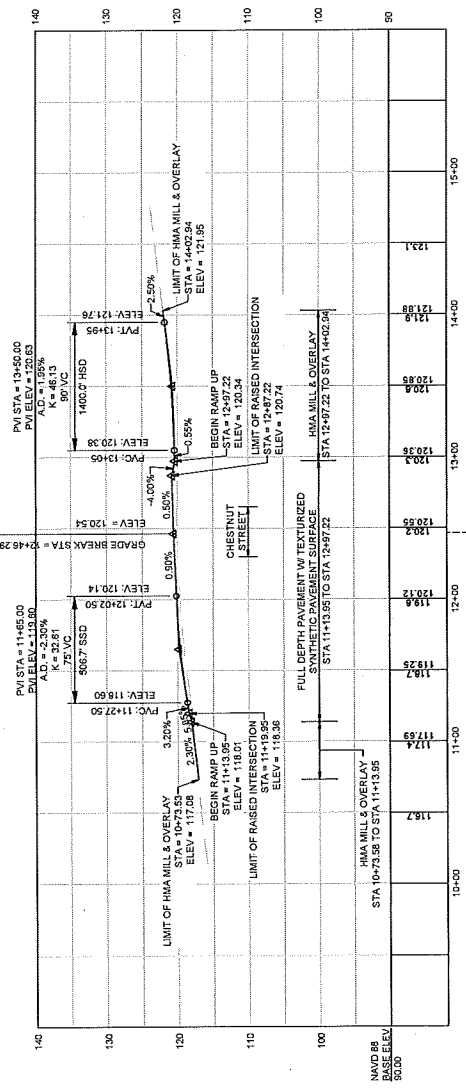 140
130
120
110
100
90
NAVD 88
BASE ELEV
90.00
PVI STA = 11+65.00
PVI ELEV = 119.80
A.D. = -2.30%
K = 32.61
75' VC
506.7' SSD
PVC: 11+27.50
ELEV: 118.60
PVT: 12+02.50
ELEV: 120.14
GRADE BREAK STA = 12+46.29
ELEV = 120.54
PVI STA = 13+50.00
PVI ELEV = 120.63
A.D. = 1.95%
K = 46.13
90' VC
1400.0' HSD
PVC: 13+05
ELEV: 120.38
PVT: 13+95
ELEV: 121.76
LIMIT OF HMA MILL & OVERLAY
STA = 10+73.53
ELEV = 117.08
2.30%
3.20%
0.90%
0.50%
-4.00%
0.55%
2.50%
BEGIN RAMP UP
STA = 11+13.95
ELEV = 118.01
LIMIT OF RAISED INTERSECTION
STA = 11+19.95
ELEV = 118.36
CHESTNUT
STREET
BEGIN RAMP UP
STA = 12+97.22
ELEV = 120.34
LIMIT OF RAISED INTERSECTION
STA = 12+87.22
ELEV = 120.74
LIMIT OF HMA MILL & OVERLAY
STA = 14+02.94
ELEV = 121.95
HMA MILL & OVERLAY
STA 10+73.58 TO STA 11+13.95
FULL DEPTH PAVEMENT W/ TEXTURIZED
SYNTHETIC PAVEMENT SURFACE
STA 11+13.95 TO STA 12+97.22
HMA MILL & OVERLAY
STA 12+97.22 TO STA 14+02.94
116.7
117.4
117.69
118.7
119.25
119.6
120.12
120.2
120.55
120.3
120.36
120.6
120.85
121.9
121.88
123.1
10+00
11+00
12+00
13+00
14+00
15+00
140
130
120
110
100
90